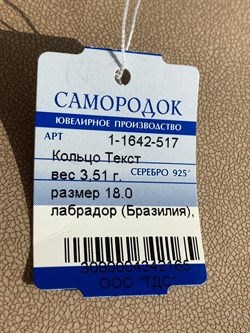 САМОРОДОК
ЮВЕЛИРНОЕ ПРОИЗВОДСТВО
АРТ 1-1642-517
Кольцо Текст
вес 3,51 г. СЕРЕБРО 925°
размер 18.0
лабрадор (Бразилия),
ООО "ТДС"